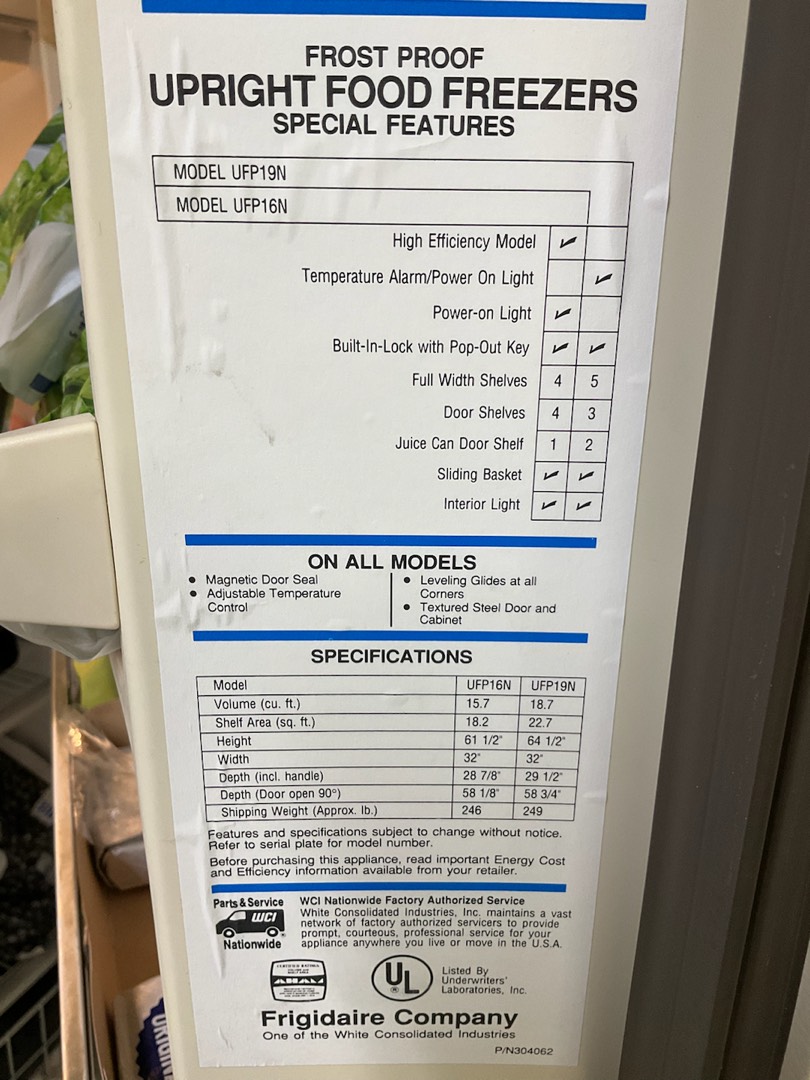 FROST PROOF
UPRIGHT FOOD FREEZERS
SPECIAL FEATURES
MODEL UFP19N
MODEL UFP16N
High Efficiency Model ✓
Temperature Alarm/Power On Light ✓
Power-on Light ✓
Built-In-Lock with Pop-Out Key ✓ ✓
Full Width Shelves 4 5
Door Shelves 4 3
Juice Can Door Shelf 1 2
Sliding Basket ✓ ✓
Interior Light ✓ ✓
ON ALL MODELS
• Magnetic Door Seal
• Adjustable Temperature
Control
• Leveling Glides at all
Corners
• Textured Steel Door and
Cabinet
SPECIFICATIONS
Model UFP16N UFP19N
Volume (cu. ft.) 15.7 18.7
Shelf Area (sq. ft.) 18.2 22.7
Height 61 1/2" 64 1/2"
Width 32" 32"
Depth (incl. handle) 28 7/8" 29 1/2"
Depth (Door open 90°) 58 1/8" 58 3/4"
Shipping Weight (Approx. lb.) 246 249
Features and specifications subject to change without notice.
Refer to serial plate for model number.
Before purchasing this appliance, read important Energy Cost
and Efficiency information available from your retailer.
Parts & Service
WCI
Nationwide
WCI Nationwide Factory Authorized Service
White Consolidated Industries, Inc. maintains a vast
network of factory authorized servicers to provide
prompt, courteous, professional service for your
appliance anywhere you live or move in the U.S.A.
AHAM
UL
®
Listed By
Underwriters'
Laboratories, Inc.
Frigidaire Company
One of the White Consolidated Industries
P/N304062